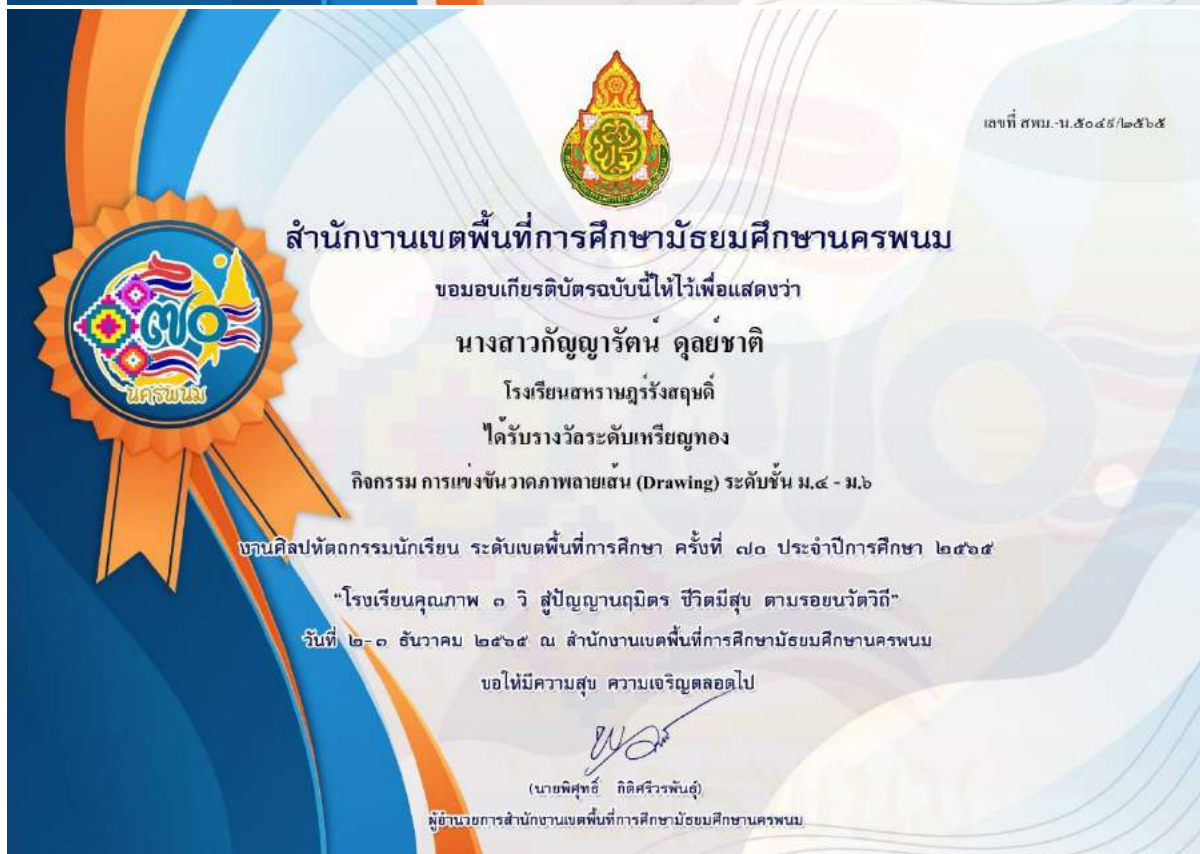 เลขที่ สพม.-น.๕๐๔๙/๒๕๖๕
สำนักงานเขตพื้นที่การศึกษามัธยมศึกษานครพนม
ขอมอบเกียรติบัตรฉบับนี้ให้ไว้เพื่อแสดงว่า
นางสาวกัญญารัตน์ ดุลย์ชาติ
โรงเรียนสหราษฎร์รังสฤษดิ์
ได้รับรางวัลระดับเหรียญทอง
กิจกรรม การแข่งขันวาดภาพลายเส้น (Drawing) ระดับชั้น ม.๔ - ม.๖
งานศิลปหัตถกรรมนักเรียน ระดับเขตพื้นที่การศึกษา ครั้งที่ ๗๐ ประจำปีการศึกษา ๒๕๖๕
“โรงเรียนคุณภาพ ๓ วิ สู่ปัญญานฤมิตร ชีวิตมีสุข ตามรอยนวัตวิถี”
วันที่ ๒-๓ ธันวาคม ๒๕๖๕ ณ สำนักงานเขตพื้นที่การศึกษามัธยมศึกษานครพนม
ขอให้มีความสุข ความเจริญตลอดไป
(นายพิศุทธิ์ กิติศรีวรพันธุ์)
ผู้อำนวยการสำนักงานเขตพื้นที่การศึกษามัธยมศึกษานครพนม
๗๐
นครพนม